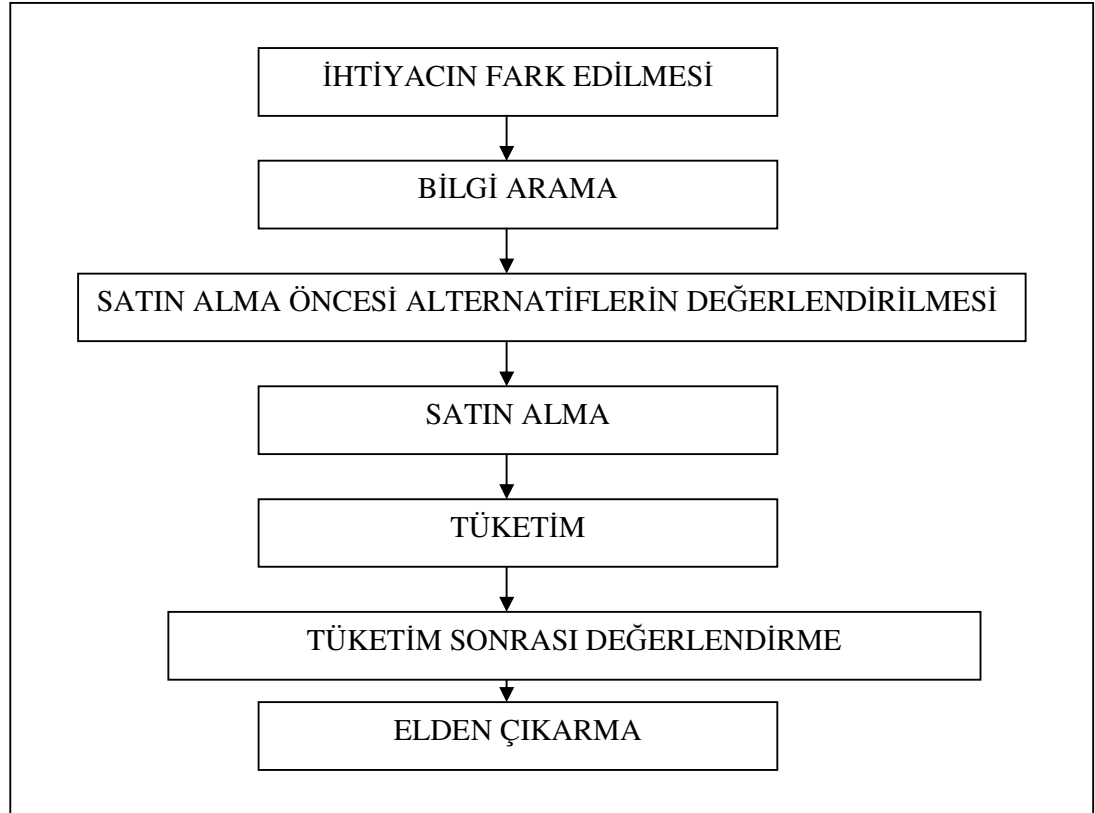 İHTİYACIN FARK EDİLMESİ
BİLGİ ARAMA
SATIN ALMA ÖNCESİ ALTERNATİFLERİN DEĞERLENDİRİLMESİ
SATIN ALMA
TÜKETİM
TÜKETİM SONRASI DEĞERLENDİRME
ELDEN ÇIKARMA